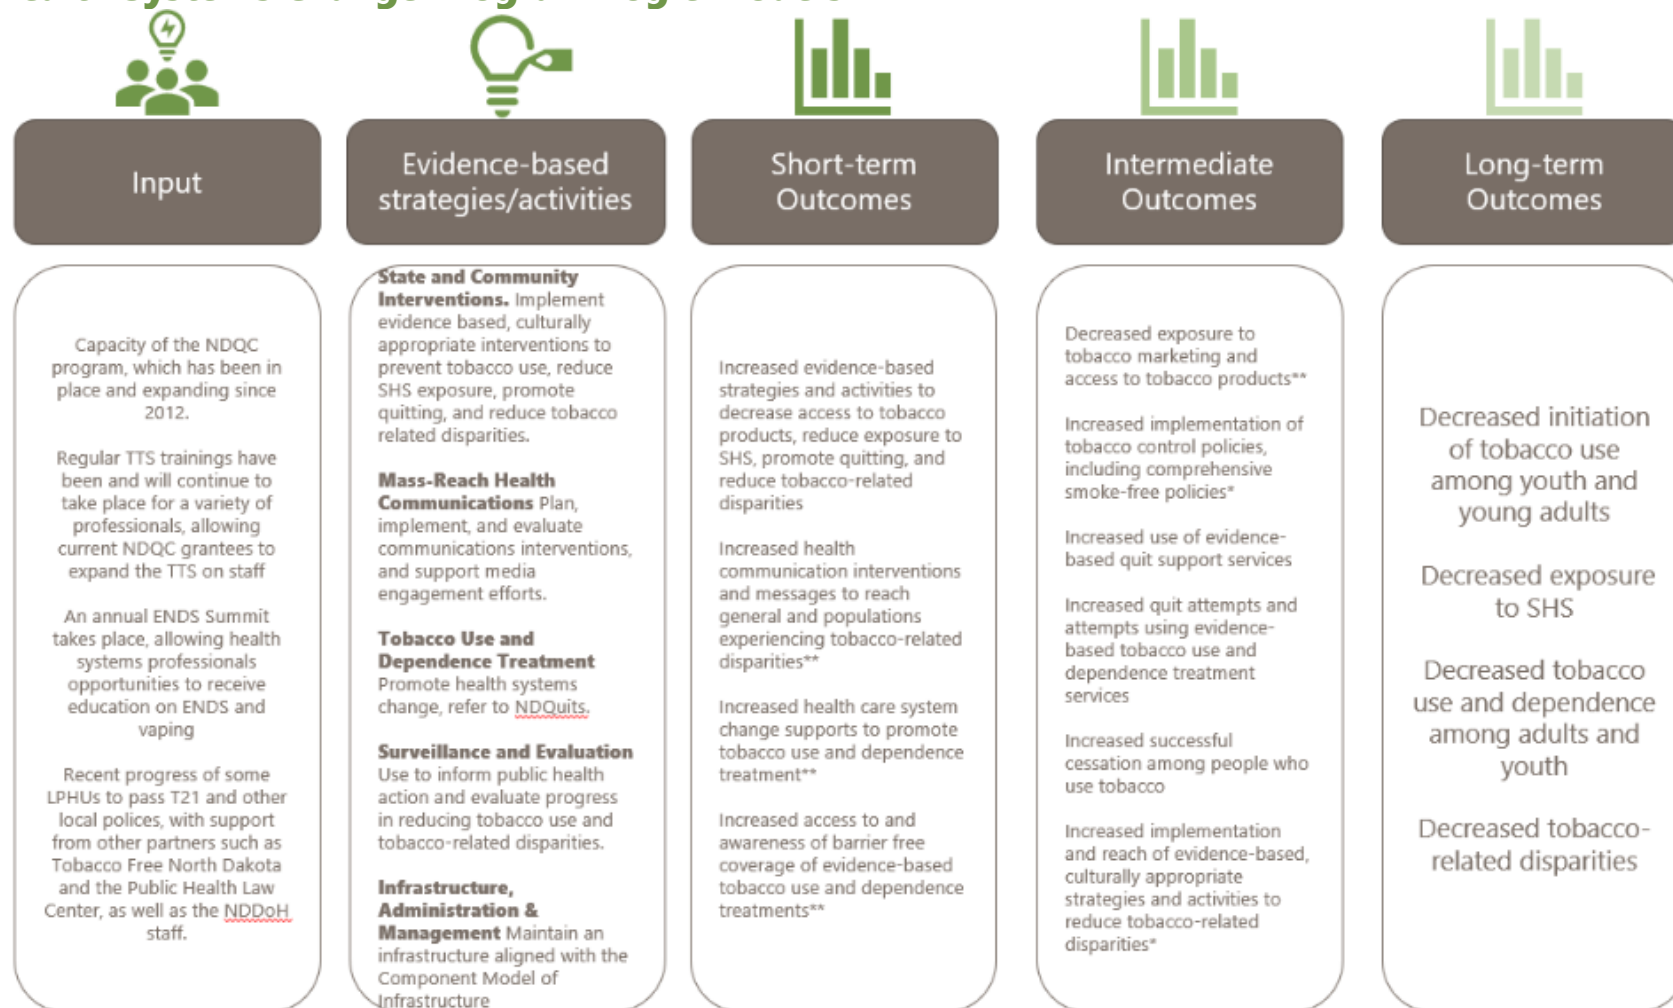 Input
Capacity of the NDQC
program, which has been in
place and expanding since
2012.
Regular TTS trainings have
been and will continue to
take place for a variety of
professionals, allowing
current NDQC grantees to
expand the TTS on staff
An annual ENDS Summit
takes place, allowing health
systems professionals
opportunities to receive
education on ENDS and
vaping
Recent progress of some
LPHUs to pass T21 and other
local polices, with support
from other partners such as
Tobacco Free North Dakota
and the Public Health Law
Center, as well as the NDDoH
staff.
Evidence-based
strategies/activities
State and Community
Interventions. Implement
evidence based, culturally
appropriate interventions to
prevent tobacco use, reduce
SHS exposure, promote
quitting, and reduce tobacco
related disparities.
Mass-Reach Health
Communications Plan,
implement, and evaluate
communications interventions,
and support media
engagement efforts.
Tobacco Use and
Dependence Treatment
Promote health systems
change, refer to NDQuits.
Surveillance and Evaluation
Use to inform public health
action and evaluate progress
in reducing tobacco use and
tobacco-related disparities.
Infrastructure,
Administration &
Management Maintain an
infrastructure aligned with the
Component Model of
Infrastructure
Short-term
Outcomes
Increased evidence-based
strategies and activities to
decrease access to tobacco
products, reduce exposure to
SHS, promote quitting, and
reduce tobacco-related
disparities
Increased health
communication interventions
and messages to reach
general and populations
experiencing tobacco-related
disparities**
Increased health care system
change supports to promote
tobacco use and dependence
treatment**
Increased access to and
awareness of barrier free
coverage of evidence-based
tobacco use and dependence
treatments**
Intermediate
Outcomes
Decreased exposure to
tobacco marketing and
access to tobacco products**
Increased implementation of
tobacco control policies,
including comprehensive
smoke-free policies*
Increased use of evidence-
based quit support services
Increased quit attempts and
attempts using evidence-
based tobacco use and
dependence treatment
services
Increased successful
cessation among people who
use tobacco
Increased implementation
and reach of evidence-based,
culturally appropriate
strategies and activities to
reduce tobacco-related
disparities*
Long-term
Outcomes
Decreased initiation
of tobacco use
among youth and
young adults
Decreased exposure
to SHS
Decreased tobacco
use and dependence
among adults and
youth
Decreased tobacco-
related disparities